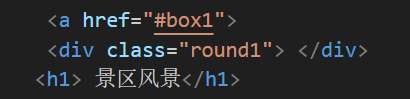 <a href="#box1">
<div class="round1"> </div>
<h1> 景区风景</h1>